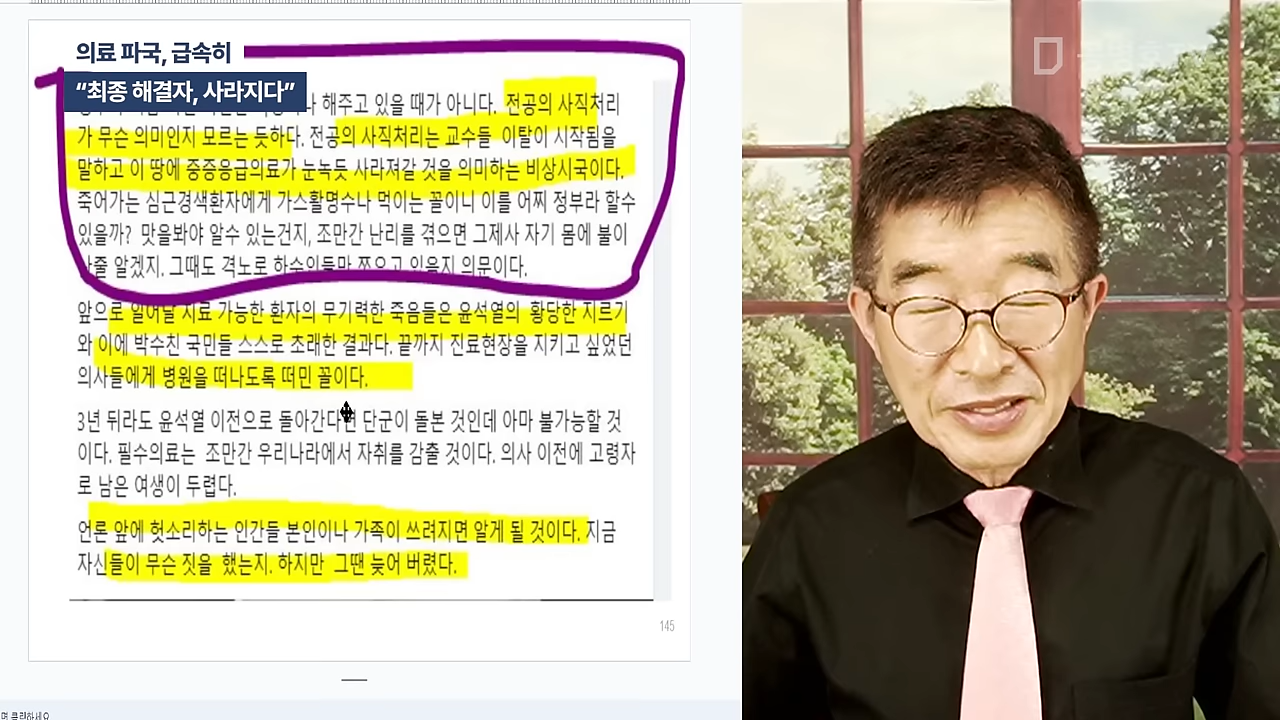 의료 파국, 급속히
“최종 해결자, 사라지다”
해주고 있을 때가 아니다. 전공의 사직처리
가 무슨 의미인지 모르는 듯하다. 전공의 사직처리는 교수들 이탈이 시작됨을
말하고 이 땅에 중증응급의료가 눈녹듯 사라져갈 것을 의미하는 비상시국이다.
죽어가는 심근경색환자에게 가스활명수나 먹이는 꼴이니 이를 어찌 정부라 할수
있을까? 맛을봐야 알수 있는건지, 조만간 난리를 겪으면 그제사 자기 몸에 불이
알겠지. 그때도 격노로 하수인들만 쪼으고 있을지 의문이다.
앞으로 일어날 치료 가능한 환자의 무기력한 죽음들은 윤석열의 황당한 지르기
와 이에 박수친 국민들 스스로 초래한 결과다. 끝까지 진료현장을 지키고 싶었던
의사들에게 병원을 떠나도록 떠민 꼴이다.
3년 뒤라도 윤석열 이전으로 돌아간다면 단군이 돌본 것인데 아마 불가능할 것
이다. 필수의료는 조만간 우리나라에서 자취를 감출 것이다. 의사 이전에 고령자
로 남은 여생이 두렵다.
언론 앞에 헛소리하는 인간들 본인이나 가족이 쓰려지면 알게 될 것이다. 지금
자신들이 무슨 짓을 했는지. 하지만 그땐 늦어 버렸다.
145